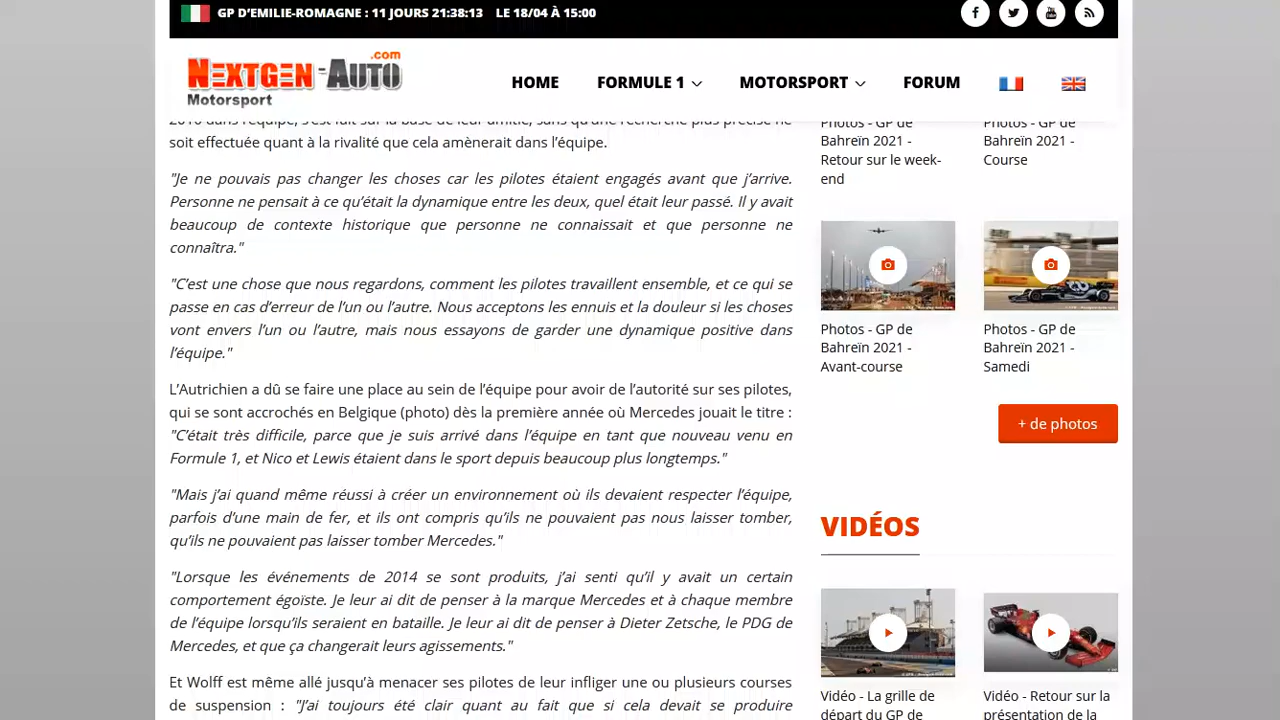 GP D'EMILIE-ROMAGNE : 11 JOURS 21:38:13 LE 18/04 À 15:00
NEXTGEN-AUTO
.com
Motorsport
HOME
FORMULE 1
MOTORSPORT
FORUM
soit effectuée quant à la rivalité que cela amènerait dans l'équipe.
"Je ne pouvais pas changer les choses car les pilotes étaient engagés avant que j'arrive.
Personne ne pensait à ce qu'était la dynamique entre les deux, quel était leur passé. Il y avait
beaucoup de contexte historique que personne ne connaissait et que personne ne
connaîtra."
"C'est une chose que nous regardons, comment les pilotes travaillent ensemble, et ce qui se
passe en cas d'erreur de l'un ou l'autre. Nous acceptons les ennuis et la douleur si les choses
vont envers l'un ou l'autre, mais nous essayons de garder une dynamique positive dans
l'équipe."
L'Autrichien a dû se faire une place au sein de l'équipe pour avoir de l'autorité sur ses pilotes,
qui se sont accrochés en Belgique (photo) dès la première année où Mercedes jouait le titre :
"C'était très difficile, parce que je suis arrivé dans l'équipe en tant que nouveau venu en
Formule 1, et Nico et Lewis étaient dans le sport depuis beaucoup plus longtemps."
"Mais j'ai quand même réussi à créer un environnement où ils devaient respecter l'équipe,
parfois d'une main de fer, et ils ont compris qu'ils ne pouvaient pas nous laisser tomber,
qu'ils ne pouvaient pas laisser tomber Mercedes."
"Lorsque les événements de 2014 se sont produits, j'ai senti qu'il y avait un certain
comportement égoïste. Je leur ai dit de penser à la marque Mercedes et à chaque membre
de l'équipe lorsqu'ils seraient en bataille. Je leur ai dit de penser à Dieter Zetsche, le PDG de
Mercedes, et que ça changerait leurs agissements."
Et Wolff est même allé jusqu'à menacer ses pilotes de leur infliger une ou plusieurs courses
de suspension : "J'ai toujours été clair quant au fait que si cela devait se produire
Photos - GP de
Bahreïn 2021 -
Retour sur le week-
end
Photos - GP de
Bahreïn 2021 -
Course
Photos - GP de
Bahreïn 2021 -
Avant-course
Photos - GP de
Bahreïn 2021 -
Samedi
+ de photos
VIDÉOS
Vidéo - La grille de
départ du GP de
Vidéo - Retour sur la
présentation de la